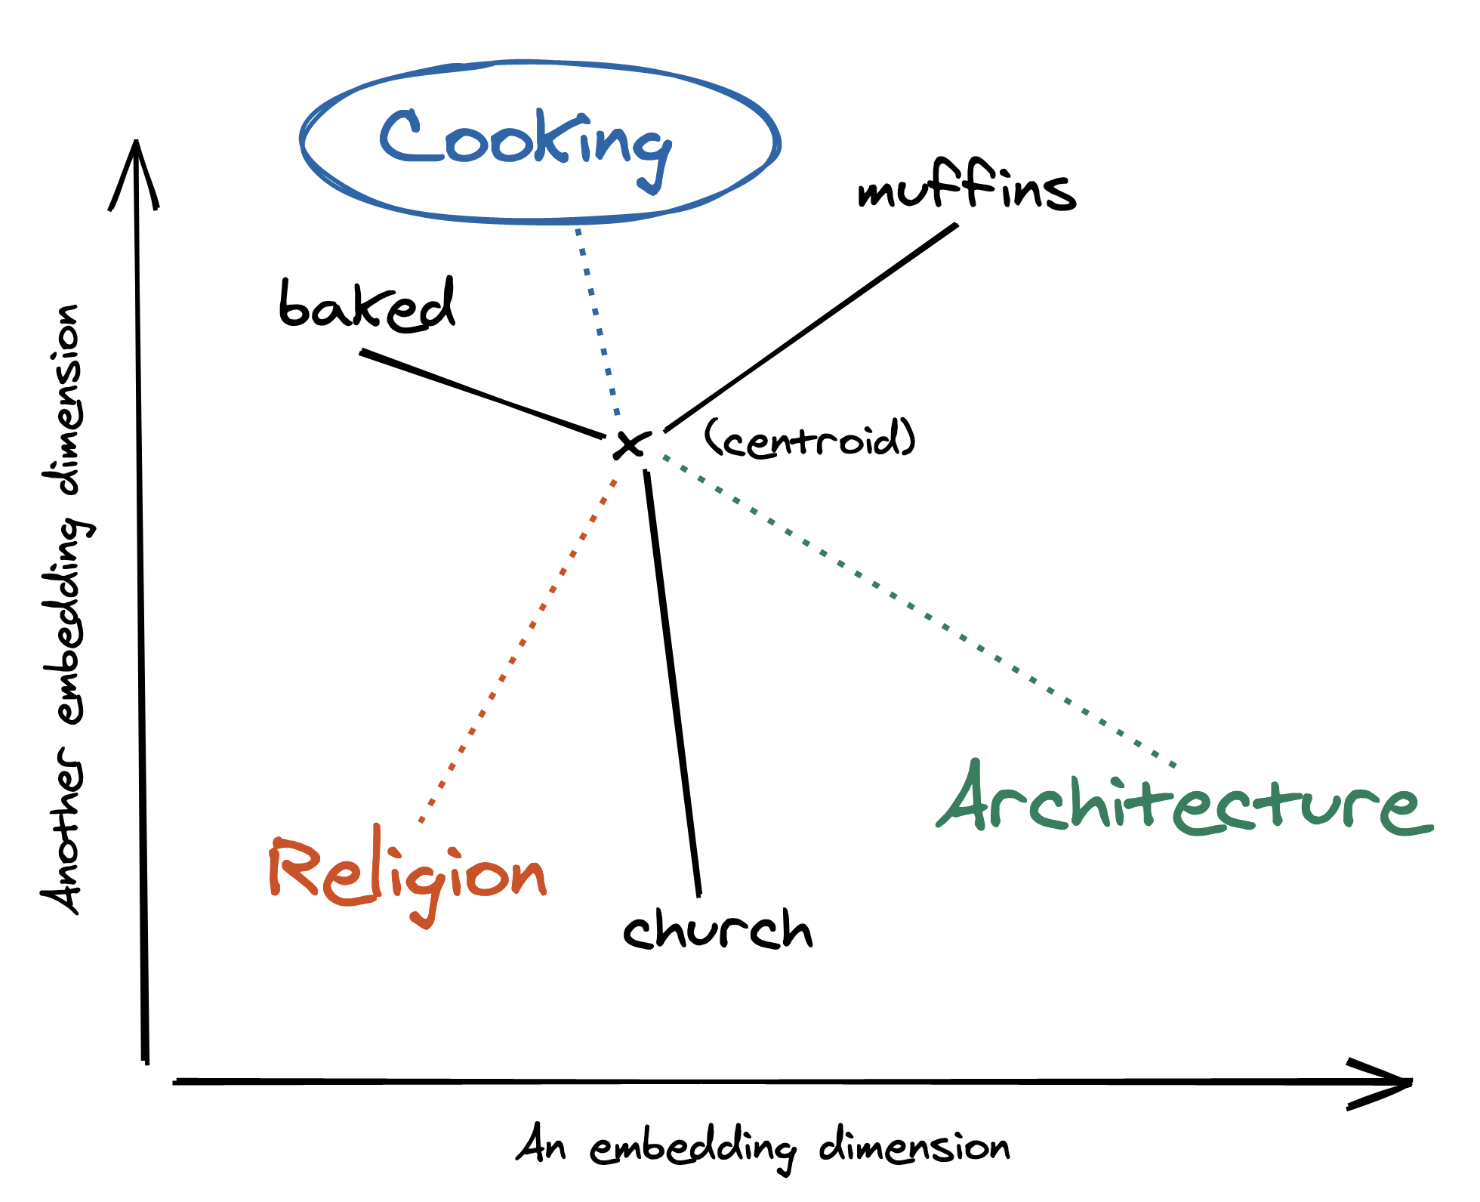 Cooking
muffins
baked
(centroid)
Another embedding dimension
Architecture
Religion
church
An embedding dimension